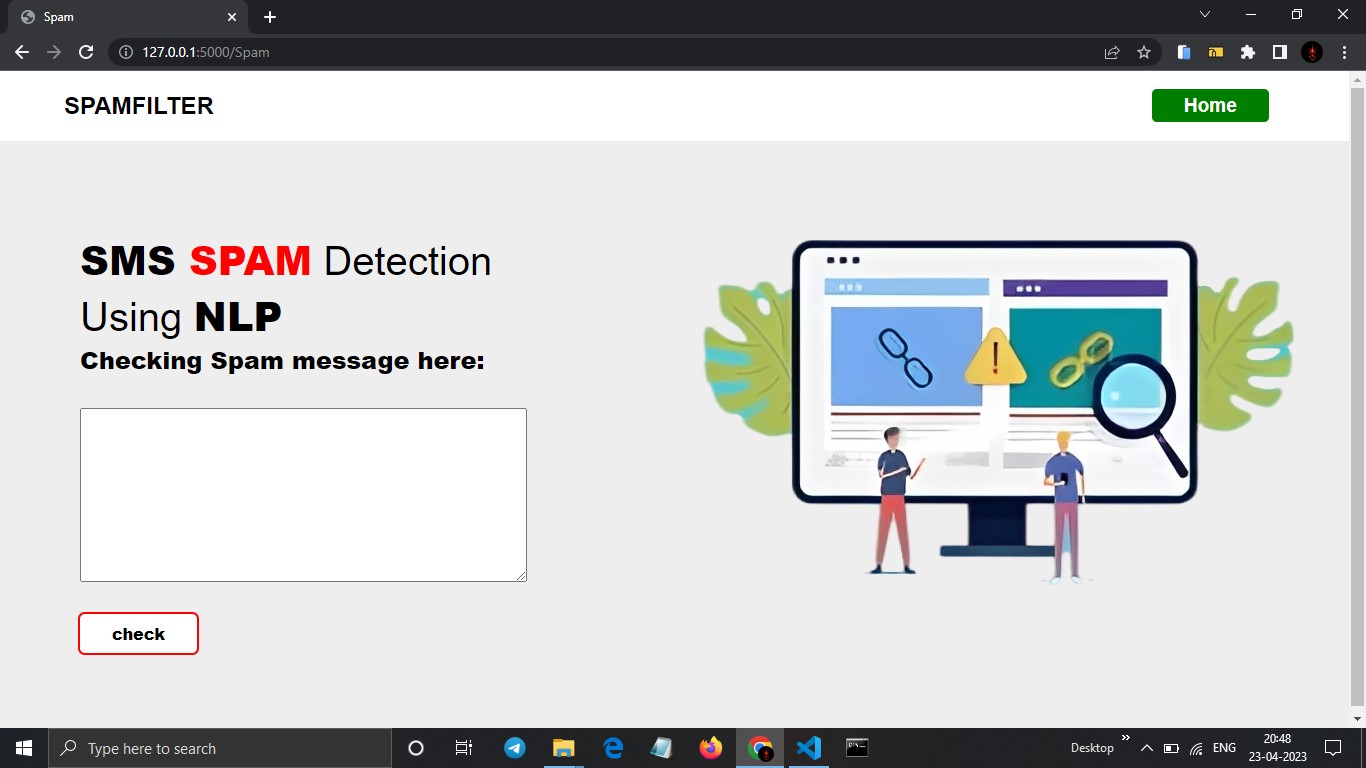 Spam
127.0.0.1:5000/Spam
SPAMFILTER
Home
SMS SPAM Detection
Using NLP
Checking Spam message here:
check
Type here to search
Desktop
ENG
20:48
23-04-2023